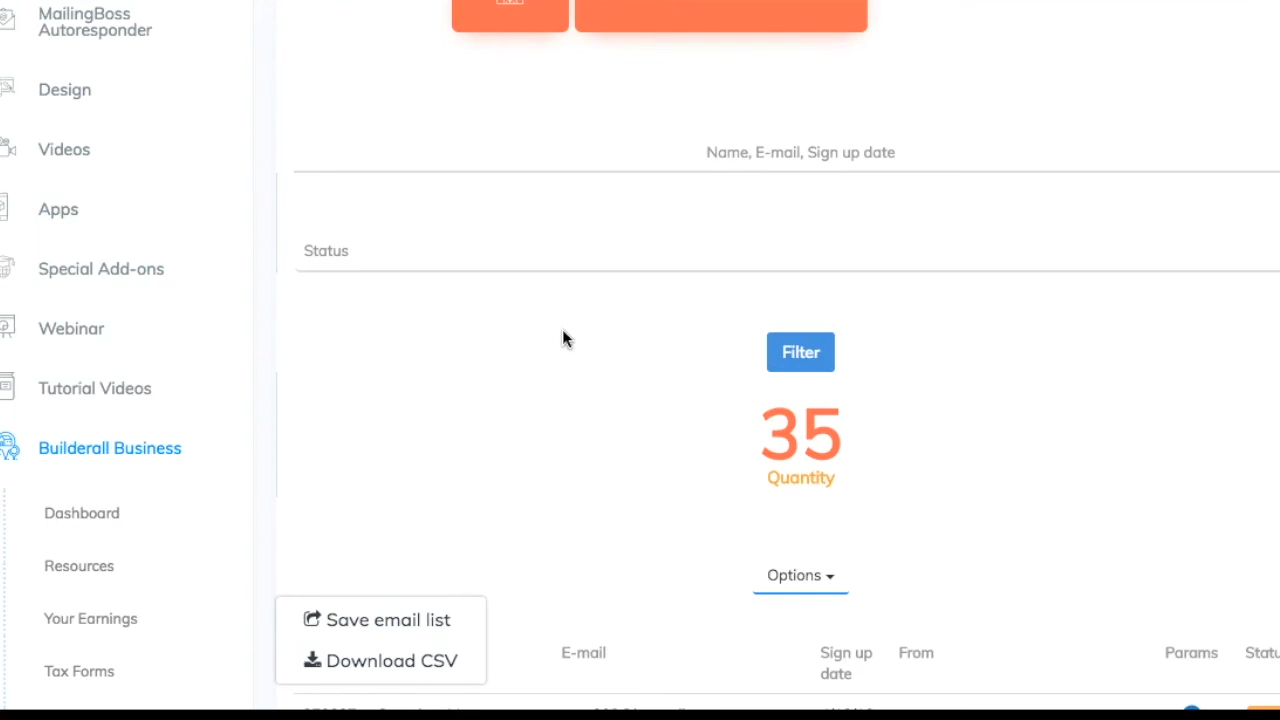 MailingBoss
Autoresponder
Design
Videos
Apps
Special Add-ons
Webinar
Tutorial Videos
Builderall Business
Dashboard
Resources
Your Earnings
Tax Forms
Name, E-mail, Sign up date
Status
Filter
35
Quantity
Options
Save email list
Download CSV
E-mail
Sign up
date
From
Params